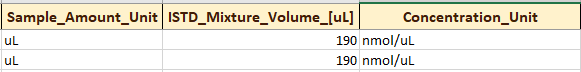 Sample_Amount_Unit ISTD_Mixture_Volume_[uL] Concentration_Unit
uL 190 nmol/uL
uL 190 nmol/uL